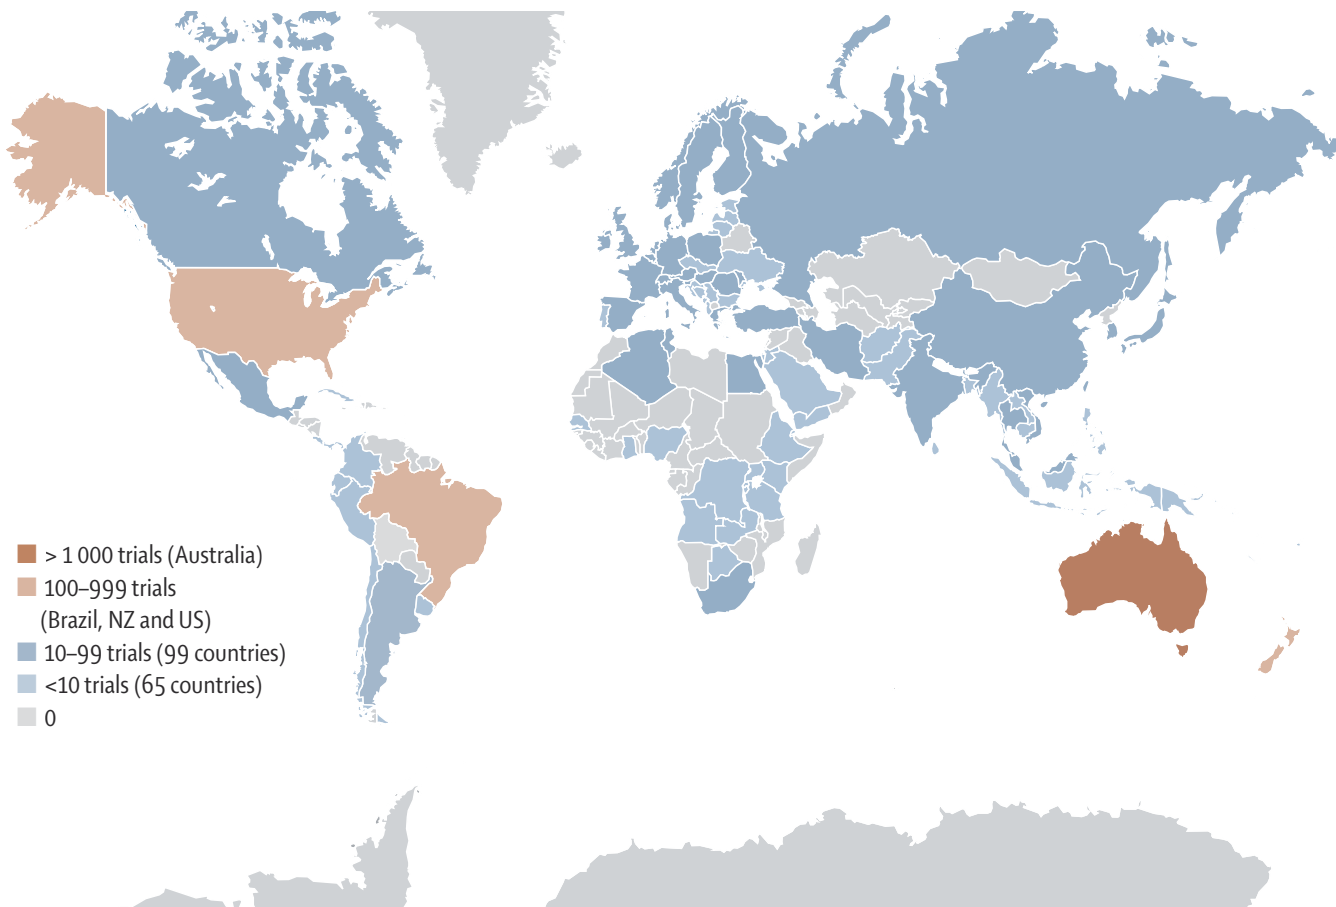 > 1 000 trials (Australia)
100–999 trials
(Brazil, NZ and US)
10–99 trials (99 countries)
<10 trials (65 countries)
0